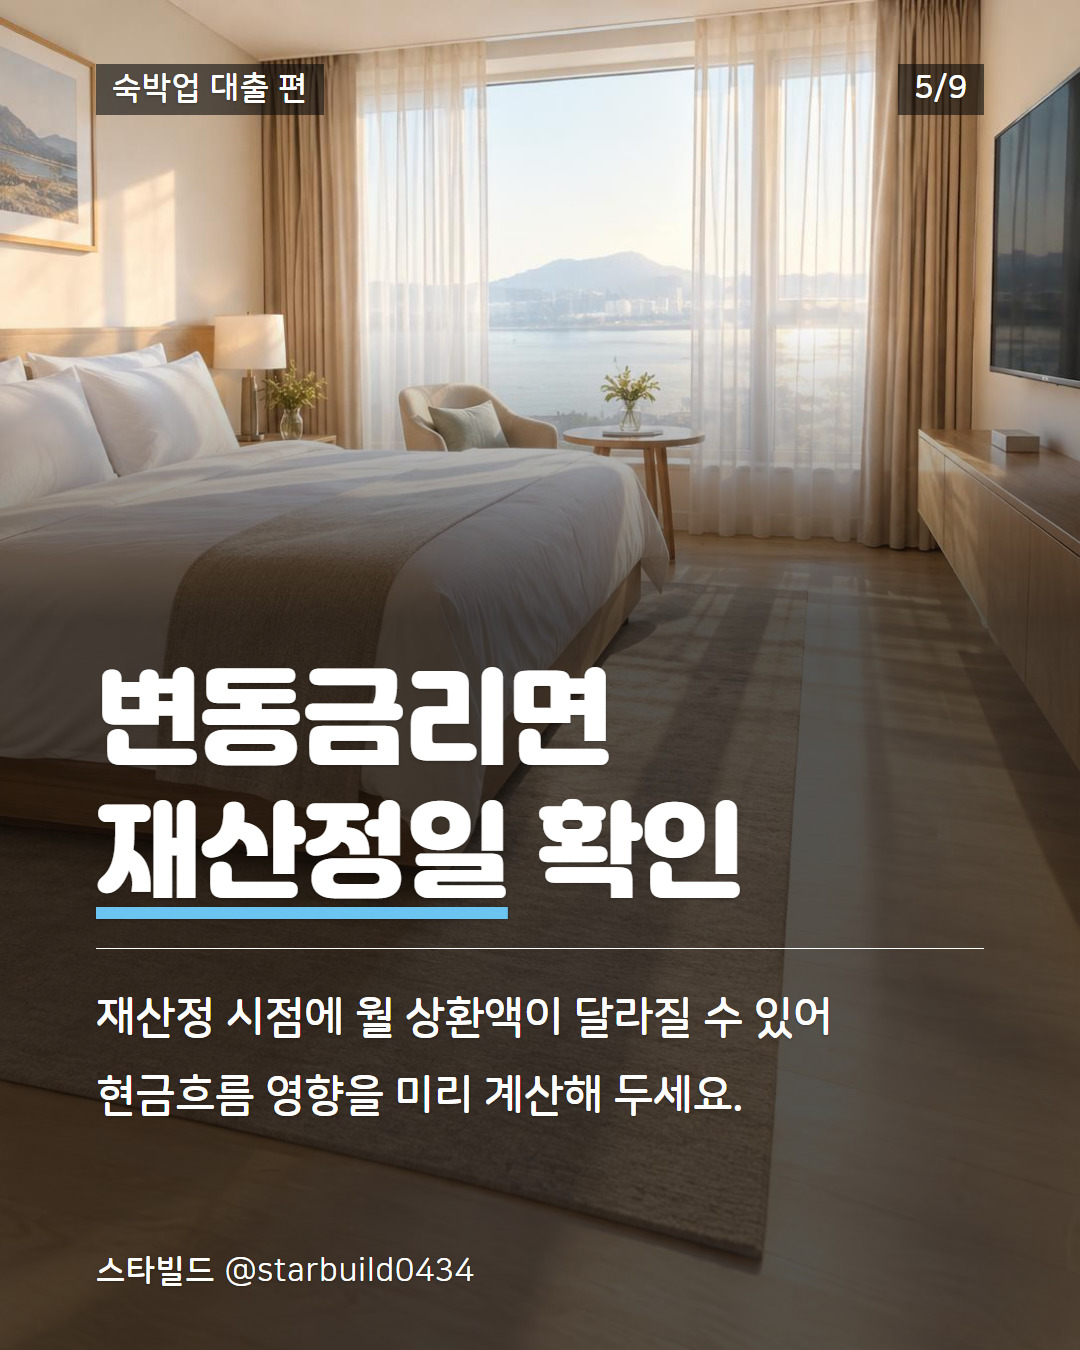 숙박업 대출 편
5/9
변동금리면
재산정일 확인
재산정 시점에 월 상환액이 달라질 수 있어
현금흐름 영향을 미리 계산해 두세요.
스타빌드 @starbuild0434